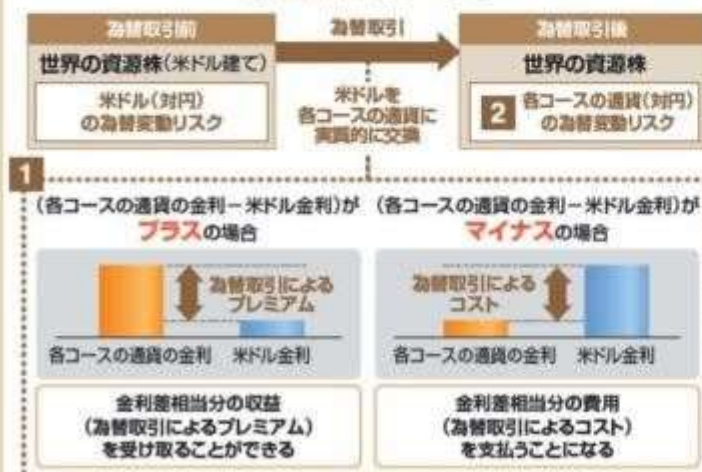 為替取引前
為替取引
為替取引後
世界の資源株(米ドル建て)
世界の資源株
米ドル(対円)
の為替変動リスク
米ドルを
各コースの通貨に
実質的に交換
2
各コースの通貨(対円)
の為替変動リスク
1
(各コースの通貨の金利－米ドル金利)が
プラスの場合
(各コースの通貨の金利－米ドル金利)が
マイナスの場合
為替取引による
プレミアム
為替取引による
コスト
各コースの通貨の金利
米ドル金利
各コースの通貨の金利
米ドル金利
金利差相当分の収益
(為替取引によるプレミアム)
を受け取ることができる
金利差相当分の費用
(為替取引によるコスト)
を支払うことになる